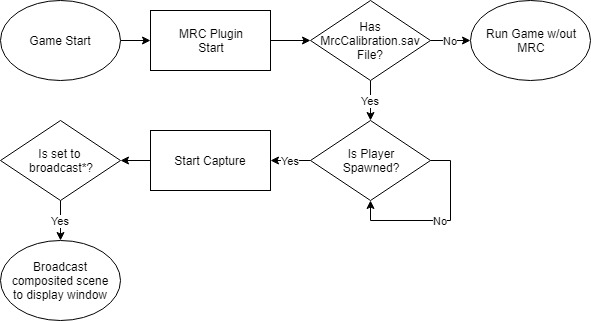 Game Start
MRC Plugin
Start
Has
MrcCalibration.sav
File?
No
Run Game w/out
MRC
Yes
Is set to
broadcast*?
Start Capture
Yes
Is Player
Spawned?
No
Yes
Broadcast
composited scene
to display window